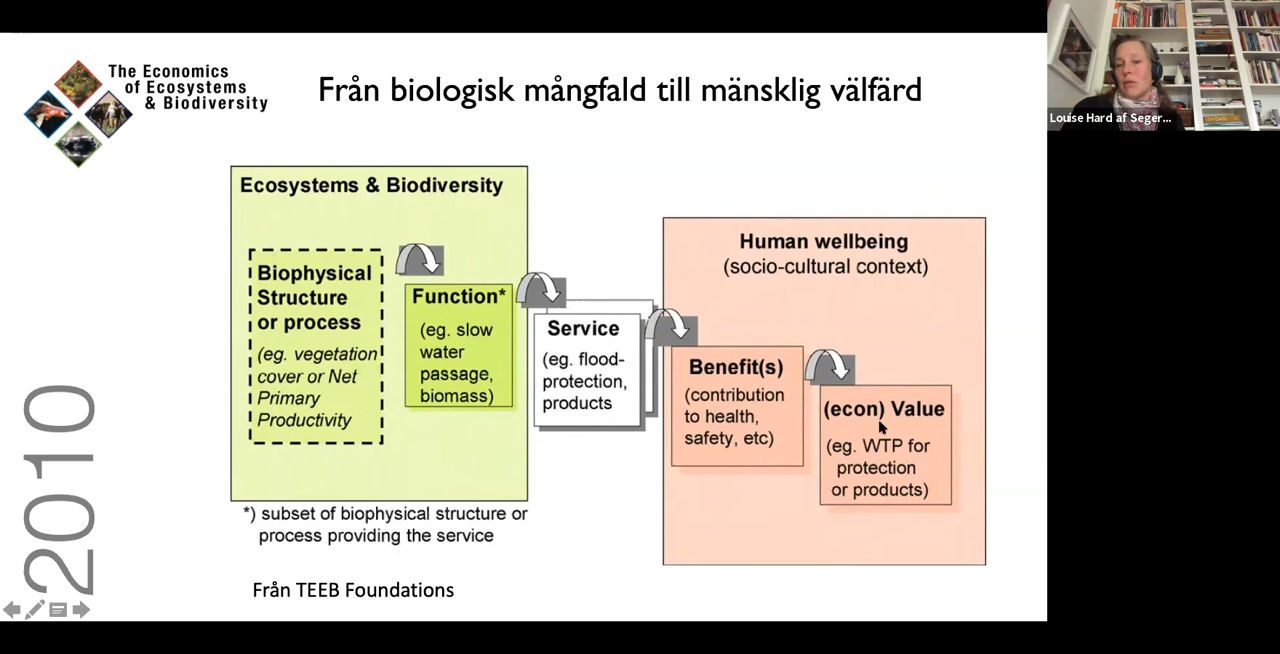 The Economics
of Ecosystems
& Biodiversity
Från biologisk mångfald till mänsklig välfärd
Louise Hard af Seger...
Ecosystems & Biodiversity
Biophysical
Structure
or process
(eg. vegetation
cover or Net
Primary
Productivity
Function*
(eg. slow
water
passage,
biomass)
Service
(eg. flood-
protection,
products
Human wellbeing
(socio-cultural context)
Benefit(s)
(contribution
to health,
safety, etc)
(econ) Value
(eg. WTP for
protection
or products)
*) subset of biophysical structure or
process providing the service
2010
Från TEEB Foundations